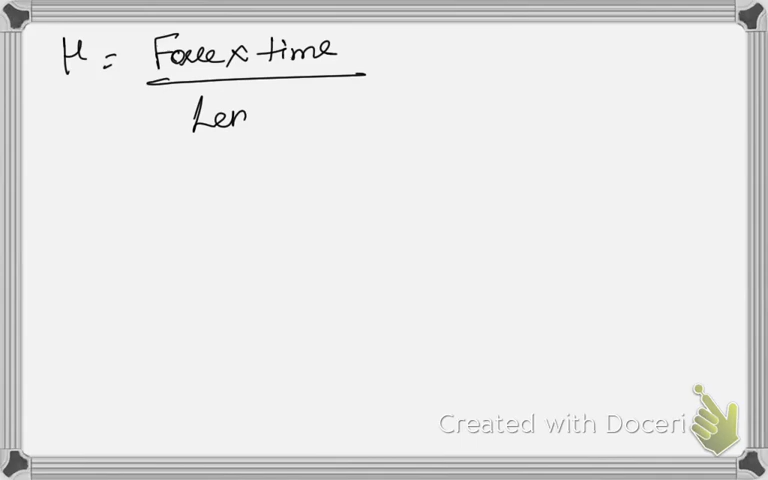 μ = Force × time
Len
Created with Doceri